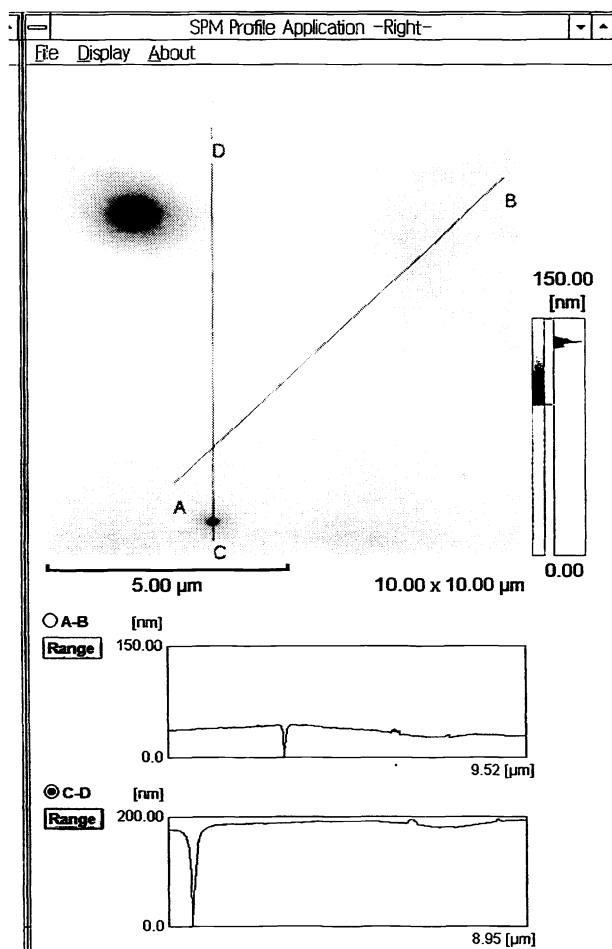 SPM Profile Application -Right-
File Display About
D
B
150.00
[nm]
A
C
0.00
5.00 μm
10.00 x 10.00 μm
A-B [nm]
Range 150.00
0.0
9.52 [μm]
C-D [nm]
Range 200.00
0.0
8.95 [μm]